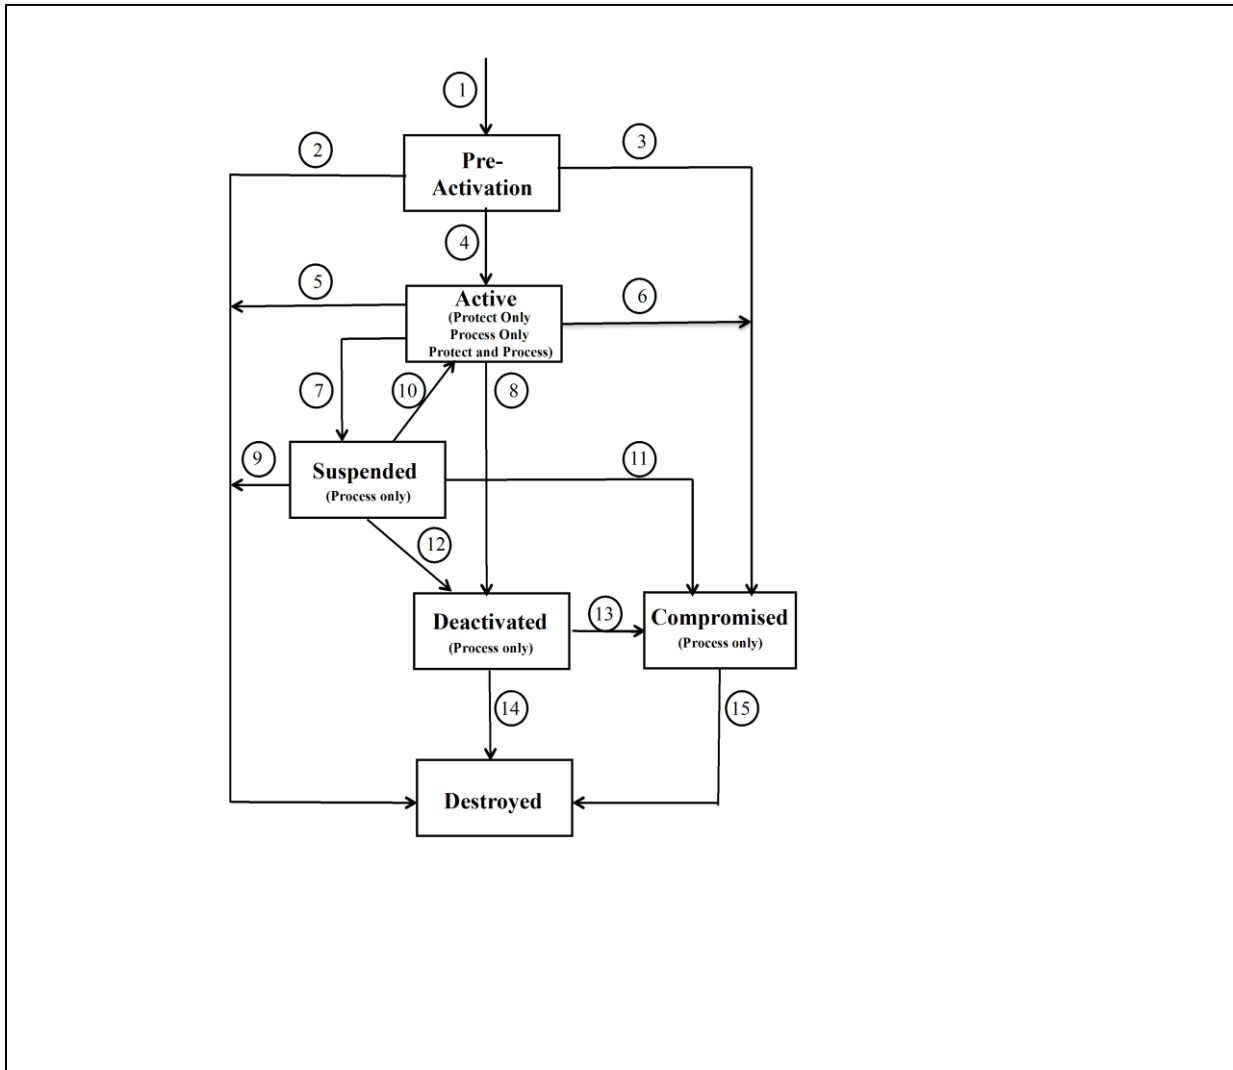 1
2
3
Pre-
Activation
4
5
6
Active
(Protect Only
Process Only
Protect and Process)
7
10
8
9
11
Suspended
(Process only)
12
13
Deactivated
(Process only)
Compromised
(Process only)
14
15
Destroyed